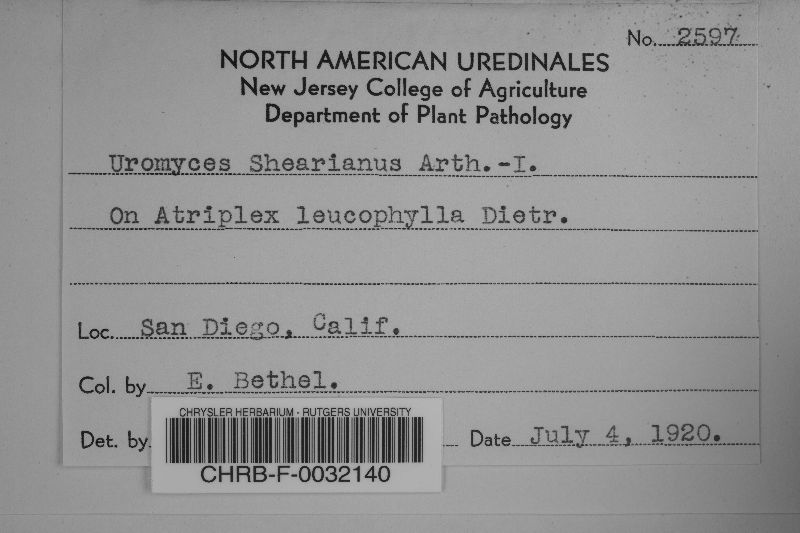 No. 2597
NORTH AMERICAN UREDINALES
New Jersey College of Agriculture
Department of Plant Pathology
Uromyces Shearianus Arth.-I.
On Atriplex leucophylla Dietr.
Loc. San Diego, Calif.
Col. by E. Bethel.
Det. by
Date July 4, 1920.
CHRYSLER HERBARIUM - RUTGERS UNIVERSITY
CHRB-F-0032140